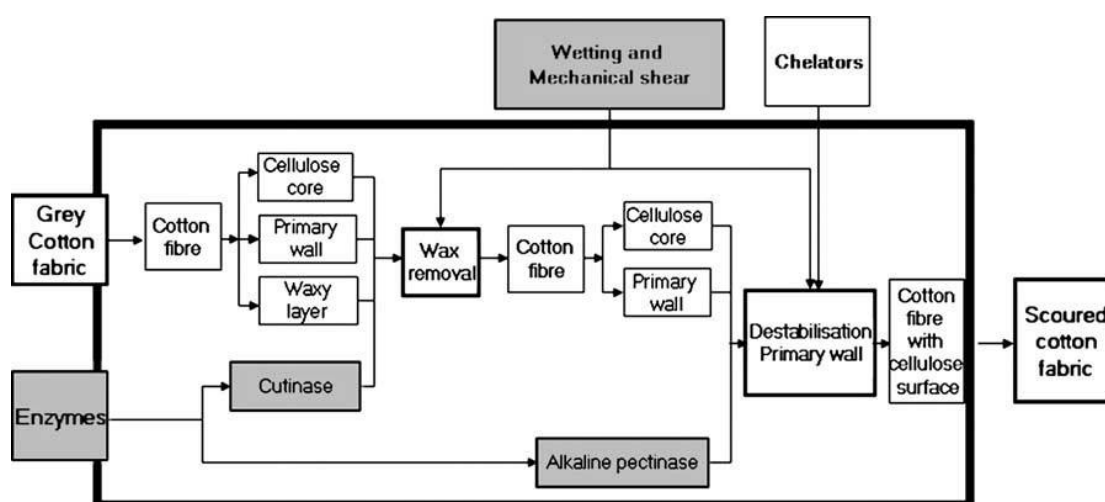 Wetting and
Mechanical shear
Chelators
Grey
Cotton
fabric
Cotton
fibre
Cellulose
core
Primary
wall
Waxy
layer
Wax
removal
Cotton
fibre
Cellulose
core
Primary
wall
Destabilisation
Primary wall
Cotton
fibre
with
cellulose
surface
Scoured
cotton
fabric
Enzymes
Cutinase
Alkaline pectinase